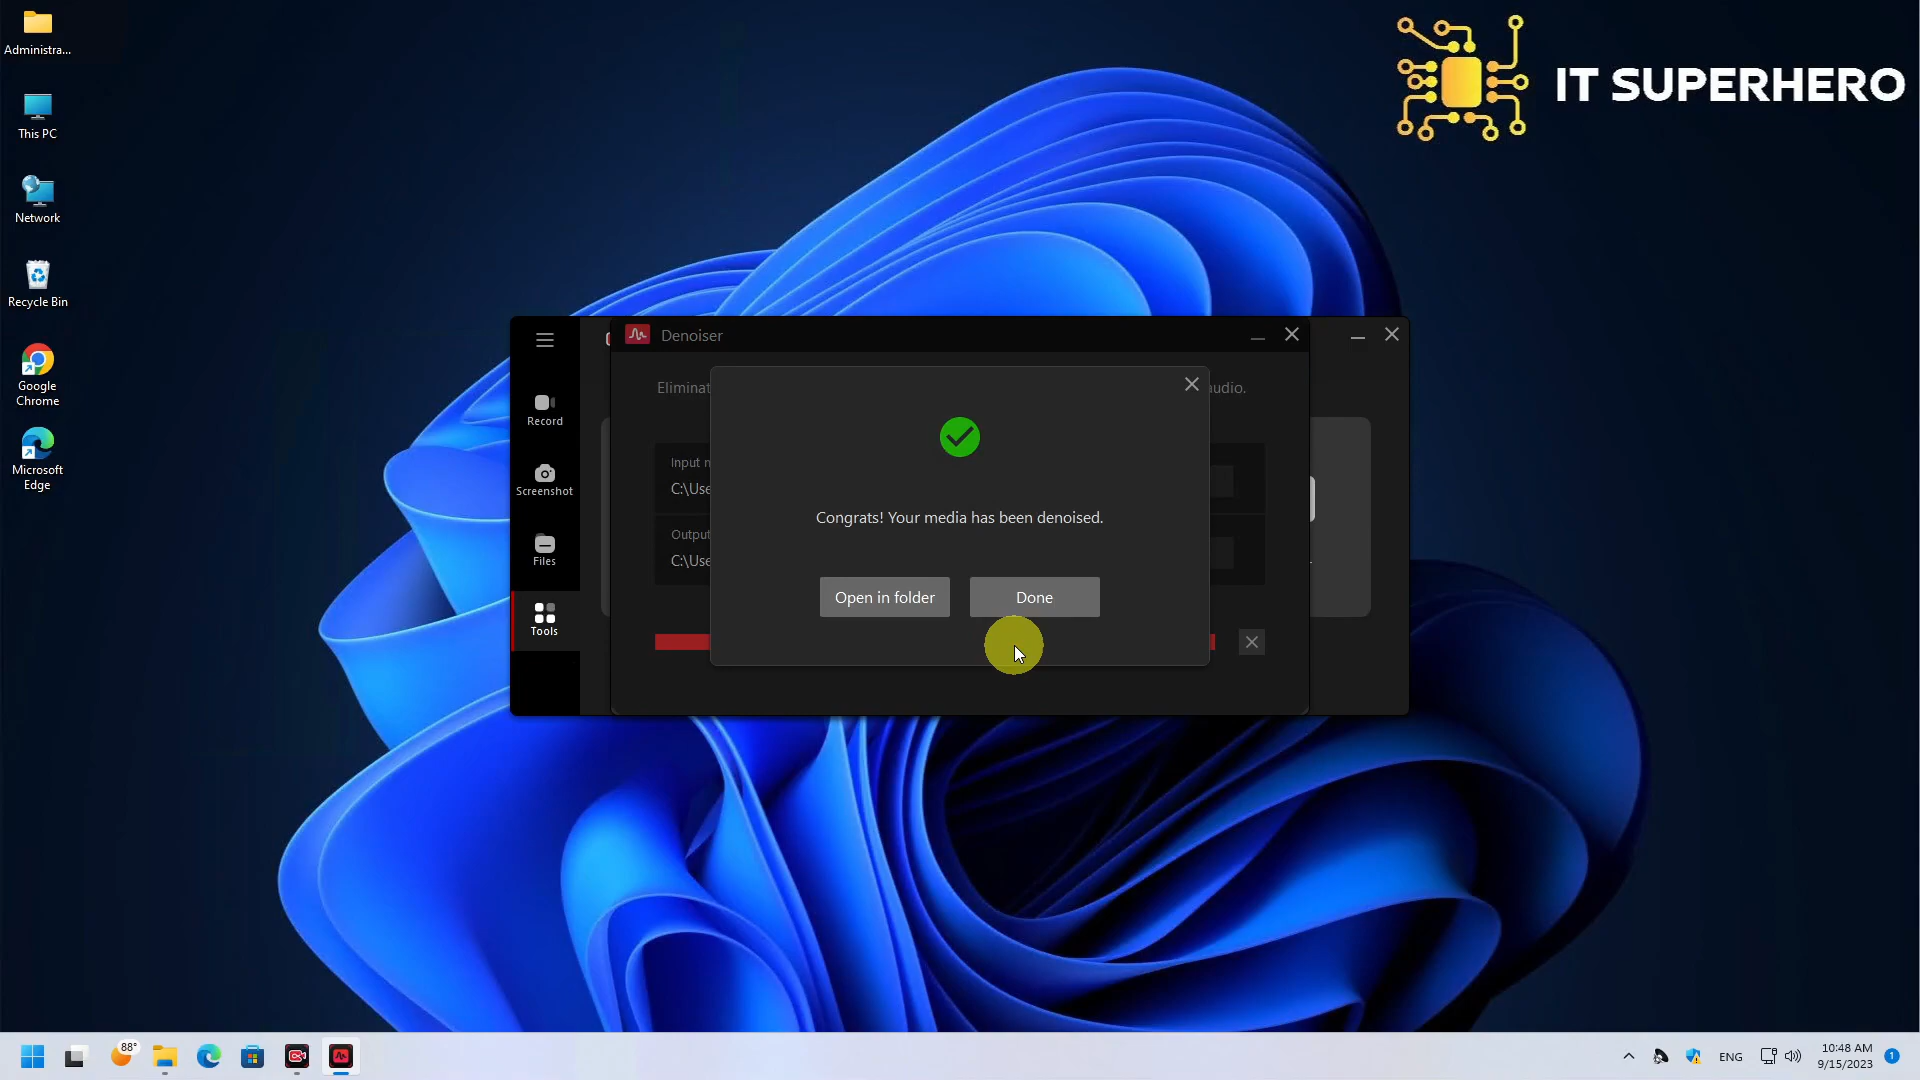 Administra...
This PC
Network
Recycle Bin
Google
Chrome
Microsoft
Edge
IT SUPERHERO
Denoiser
Eliminat
audio.
Record
Screenshot
Files
Tools
Input
C:\Use
Output
C:\Use
Congrats! Your media has been denoised.
Open in folder
Done
88°
ENG
10:48 AM
9/15/2023
1